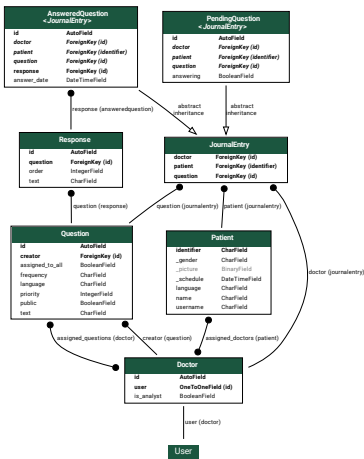 AnsweredQuestion
<JournalEntry>
id AutoField
doctor ForeignKey (id)
patient ForeignKey (identifier)
question ForeignKey (id)
response ForeignKey (id)
answer_date DateTimeField
PendingQuestion
<JournalEntry>
id AutoField
doctor ForeignKey (id)
patient ForeignKey (identifier)
question ForeignKey (id)
answering BooleanField
response (answeredquestion)
abstract
inheritance
abstract
inheritance
Response
id AutoField
question ForeignKey (id)
order IntegerField
text CharField
JournalEntry
doctor ForeignKey (id)
patient ForeignKey (identifier)
question ForeignKey (id)
question (response)
question (journalentry)
patient (journalentry)
doctor (journalentry)
Question
id AutoField
creator ForeignKey (id)
assigned_to_all BooleanField
frequency CharField
language CharField
priority IntegerField
public BooleanField
text CharField
Patient
identifier CharField
_gender CharField
_picture BinaryField
_schedule DateTimeField
language CharField
name CharField
username CharField
assigned_questions (doctor)
creator (question)
assigned_doctors (patient)
Doctor
id AutoField
user OneToOneField (id)
is_analyst BooleanField
user (doctor)
User